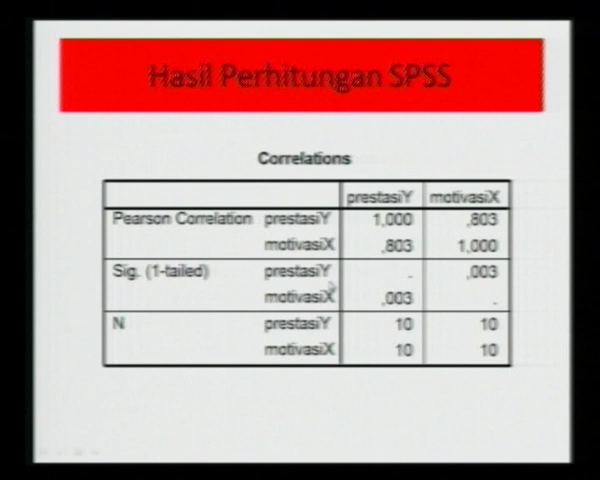 Hasil Perhitungan SPSS
Correlations
prestasiY motivasiX
Pearson Correlation prestasiY 1,000 ,803
motivasiX ,803 1,000
Sig. (1-tailed) prestasiY . ,003
motivasiX ,003 .
N prestasiY 10 10
motivasiX 10 10